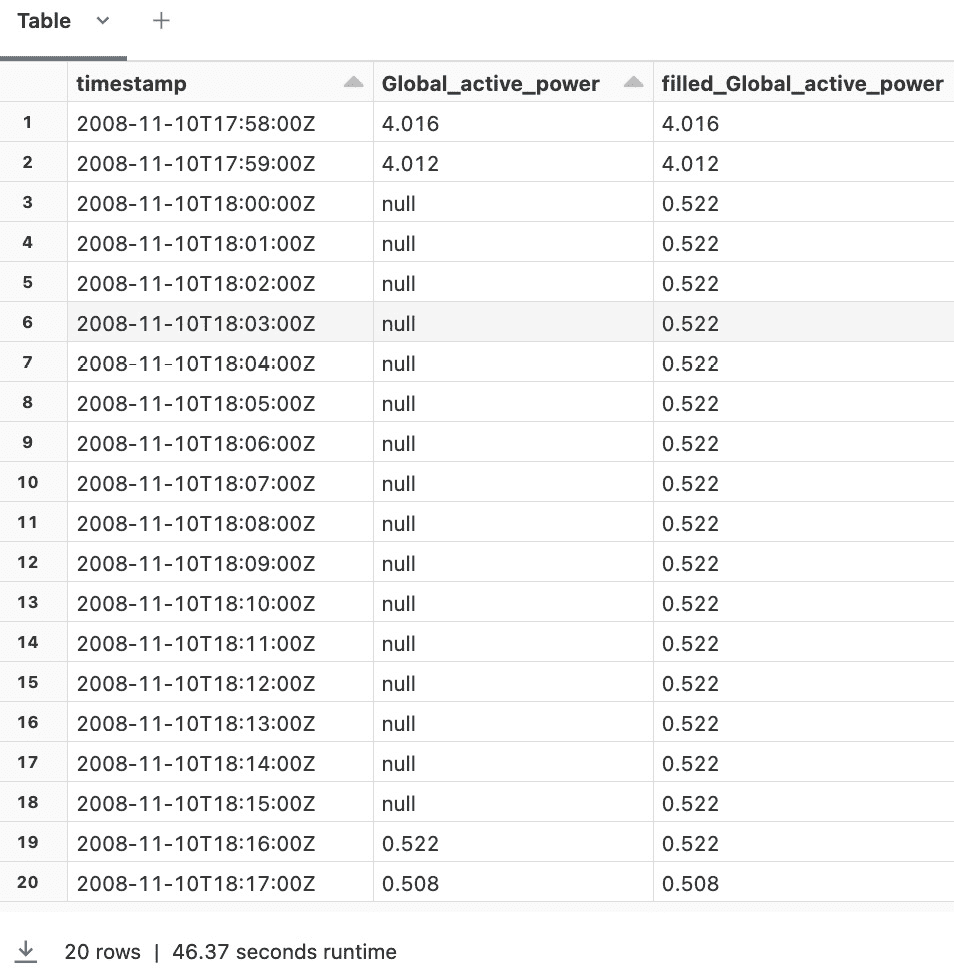 Table
timestamp Global_active_power filled_Global_active_power
1 2008-11-10T17:58:00Z 4.016 4.016
2 2008-11-10T17:59:00Z 4.012 4.012
3 2008-11-10T18:00:00Z null 0.522
4 2008-11-10T18:01:00Z null 0.522
5 2008-11-10T18:02:00Z null 0.522
6 2008-11-10T18:03:00Z null 0.522
7 2008-11-10T18:04:00Z null 0.522
8 2008-11-10T18:05:00Z null 0.522
9 2008-11-10T18:06:00Z null 0.522
10 2008-11-10T18:07:00Z null 0.522
11 2008-11-10T18:08:00Z null 0.522
12 2008-11-10T18:09:00Z null 0.522
13 2008-11-10T18:10:00Z null 0.522
14 2008-11-10T18:11:00Z null 0.522
15 2008-11-10T18:12:00Z null 0.522
16 2008-11-10T18:13:00Z null 0.522
17 2008-11-10T18:14:00Z null 0.522
18 2008-11-10T18:15:00Z null 0.522
19 2008-11-10T18:16:00Z 0.522 0.522
20 2008-11-10T18:17:00Z 0.508 0.508
20 rows | 46.37 seconds runtime